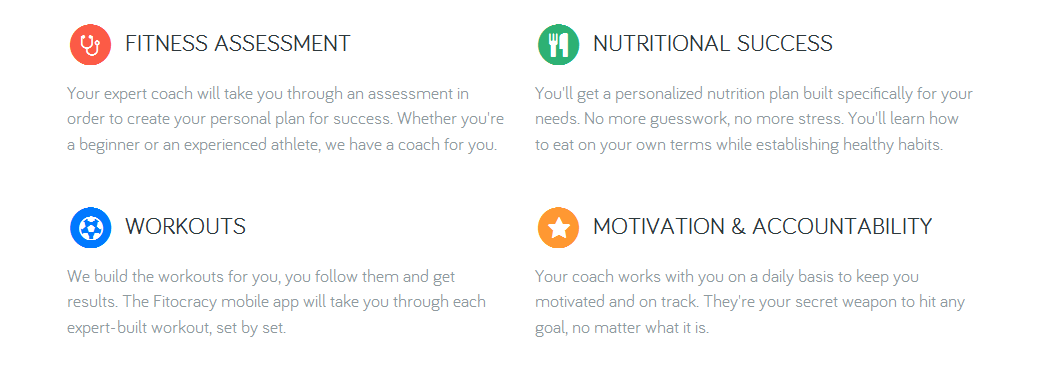 FITNESS ASSESSMENT
Your expert coach will take you through an assessment in
order to create your personal plan for success. Whether you're
a beginner or an experienced athlete, we have a coach for you.
NUTRITIONAL SUCCESS
You'll get a personalized nutrition plan built specifically for your
needs. No more guesswork, no more stress. You'll learn how
to eat on your own terms while establishing healthy habits.
WORKOUTS
We build the workouts for you, you follow them and get
results. The Fitocracy mobile app will take you through each
expert-built workout, set by set.
MOTIVATION & ACCOUNTABILITY
Your coach works with you on a daily basis to keep you
motivated and on track. They're your secret weapon to hit any
goal, no matter what it is.